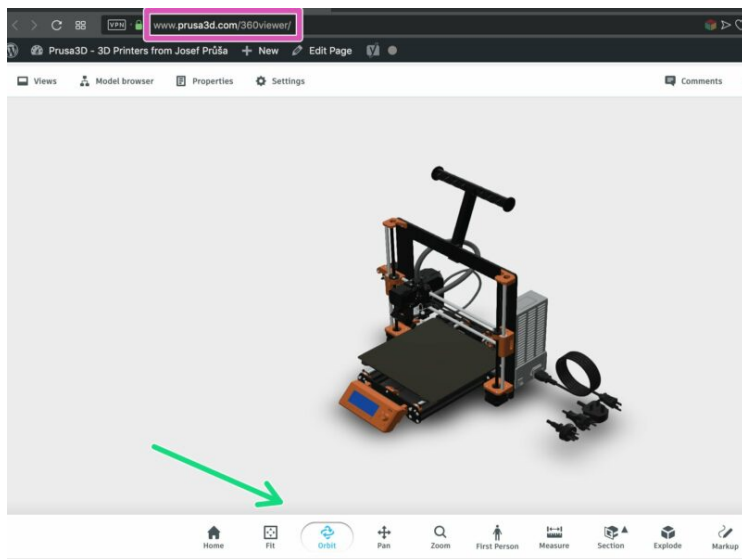 VPN www.prusa3d.com/360viewer/
Prusa3D - 3D Printers from Josef Průša + New Edit Page
Views Model browser Properties Settings Comments
Home Fit Orbit Pan Zoom First Person Measure Section Explode Markup